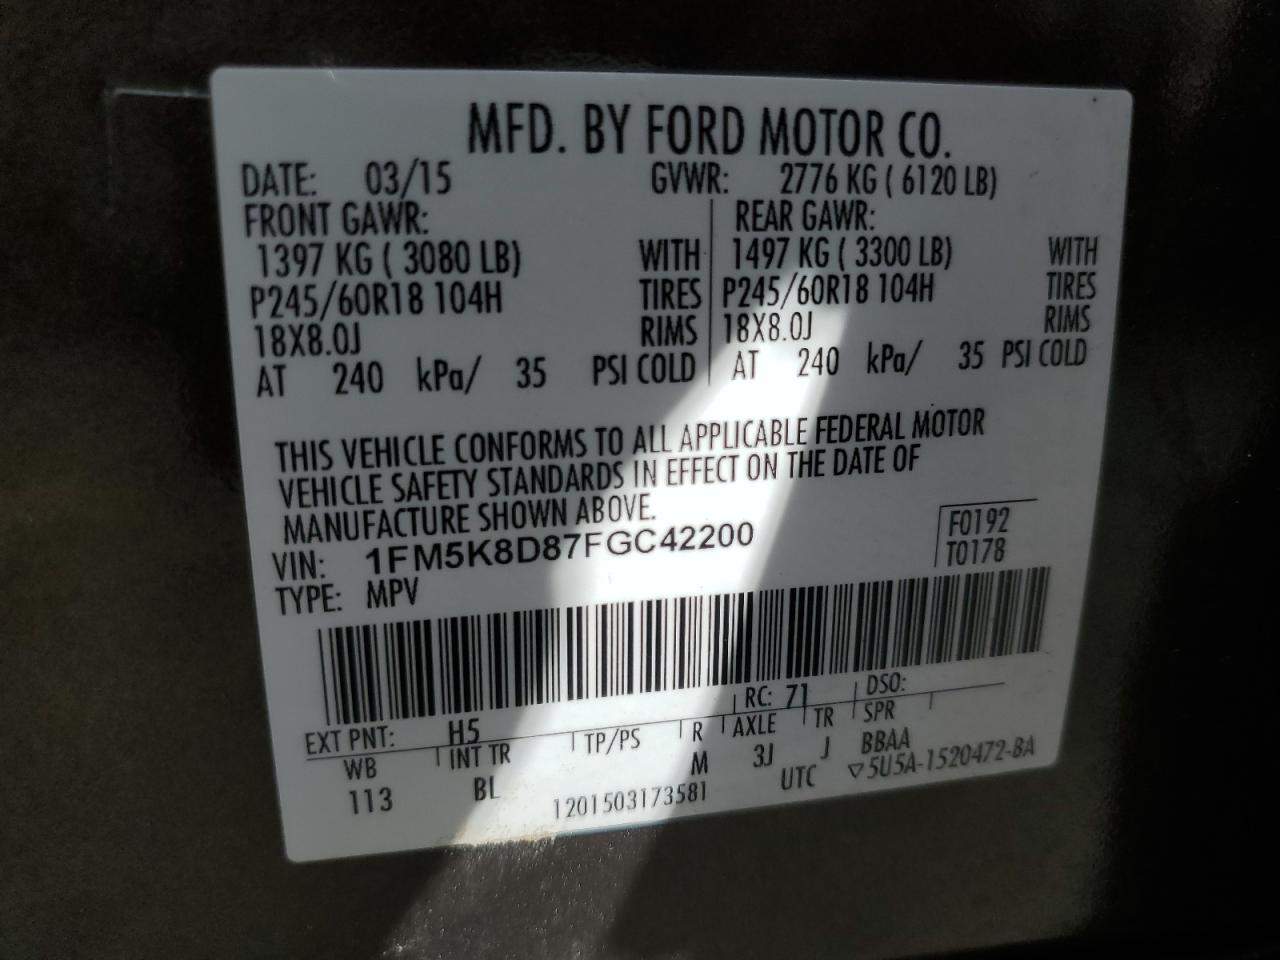 MFD. BY FORD MOTOR CO.
DATE: 03/15 GVWR: 2776 KG ( 6120 LB)
FRONT GAWR: REAR GAWR:
1397 KG ( 3080 LB) WITH 1497 KG ( 3300 LB) WITH
P245/60R18 104H TIRES P245/60R18 104H TIRES
18X8.0J RIMS 18X8.0J RIMS
AT 240 kPa/ 35 PSI COLD AT 240 kPa/ 35 PSI COLD
THIS VEHICLE CONFORMS TO ALL APPLICABLE FEDERAL MOTOR
VEHICLE SAFETY STANDARDS IN EFFECT ON THE DATE OF
MANUFACTURE SHOWN ABOVE.
VIN: 1FM5K8D87FGC42200 F0192
TYPE: MPV T0178
EXT PNT: H5 RC: 71 DSO:
WB INT TR TP/PS R AXLE TR SPR
113 BL M 3J J BBAA
1201503173581 UTC ▽5U5A-1520472-BA